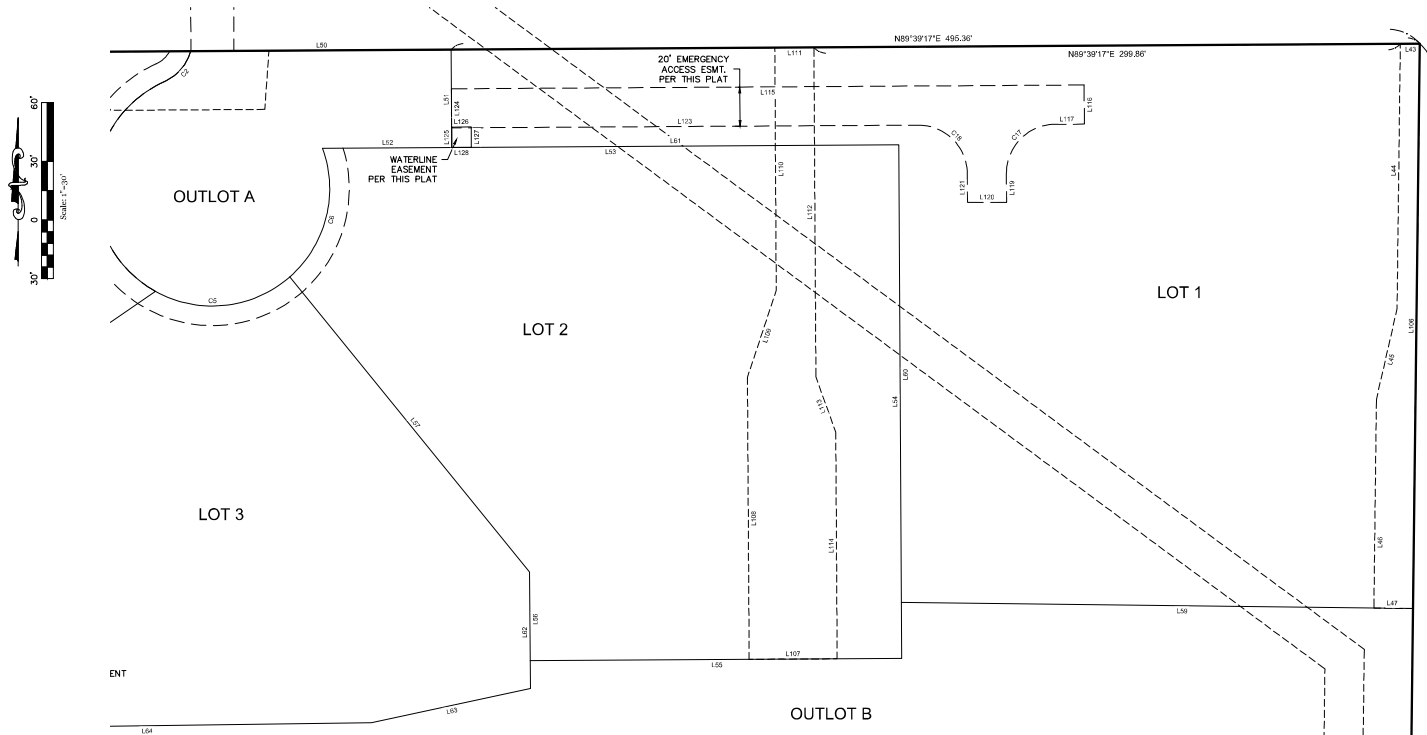 L50
N89°39'17"E 495.36'
L111
N89°39'17"E 299.86'
L43
C2
20' EMERGENCY
ACCESS ESMT.
PER THIS PLAT
L51
L124
L115
L116
L126
L123
L117
L125
L127
L52
L128
L53
L61
C18
C17
WATERLINE
EASEMENT
PER THIS PLAT
L110
L44
L121
L120
L119
60'
30'
0
30'
Scale: 1"=30'
OUTLOT A
C6
L112
C5
LOT 1
LOT 2
L109
L106
L45
L60
L54
L113
L57
LOT 3
L108
L114
L46
L59
L47
L62
L56
L107
L55
ENT
L63
L64
OUTLOT B